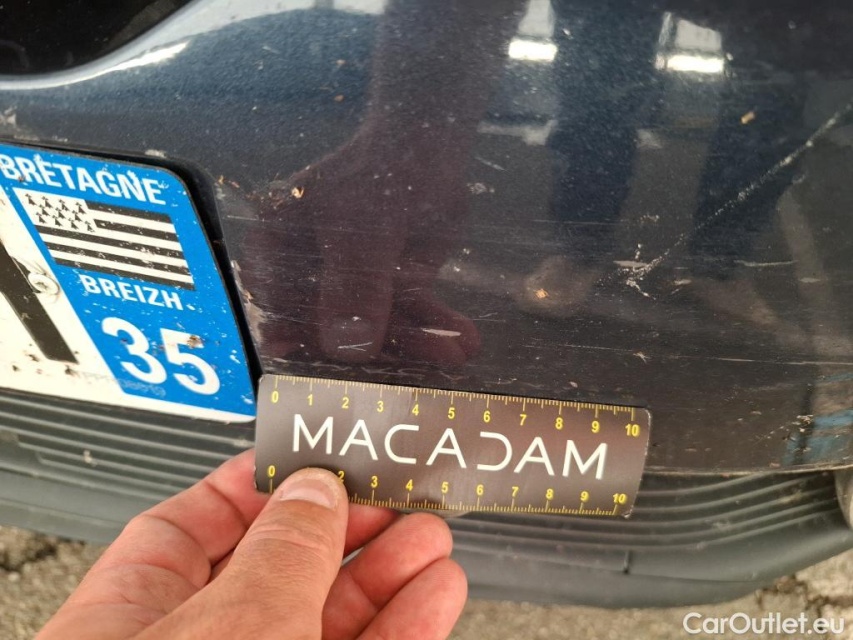 BRETAGNE
BREIZH
35
0 1 2 3 4 5 6 7 8 9 10
MACADAM
0 2 3 4 5 6 7 8 9 10
CarOutlet.eu